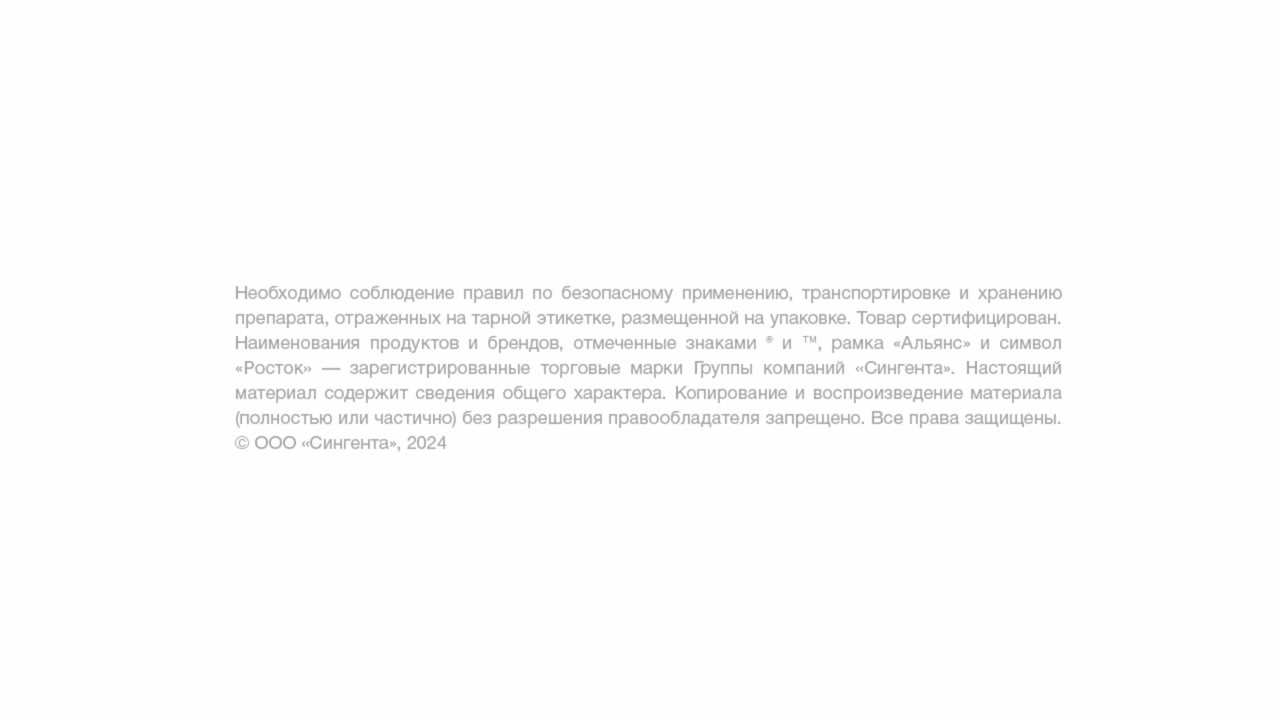 Необходимо соблюдение правил по безопасному применению, транспортировке и хранению
препарата, отраженных на тарной этикетке, размещенной на упаковке. Товар сертифицирован.
Наименования продуктов и брендов, отмеченные знаками ® и ™, рамка «Альянс» и символ
«Росток» — зарегистрированные торговые марки Группы компаний «Сингента». Настоящий
материал содержит сведения общего характера. Копирование и воспроизведение материала
(полностью или частично) без разрешения правообладателя запрещено. Все права защищены.
© ООО «Сингента», 2024